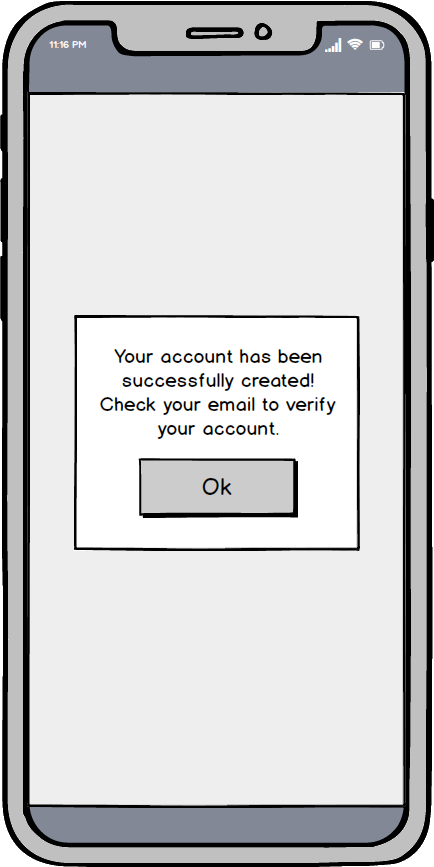 11:16 PM
Your account has been
successfully created!
Check your email to verify
your account.
Ok